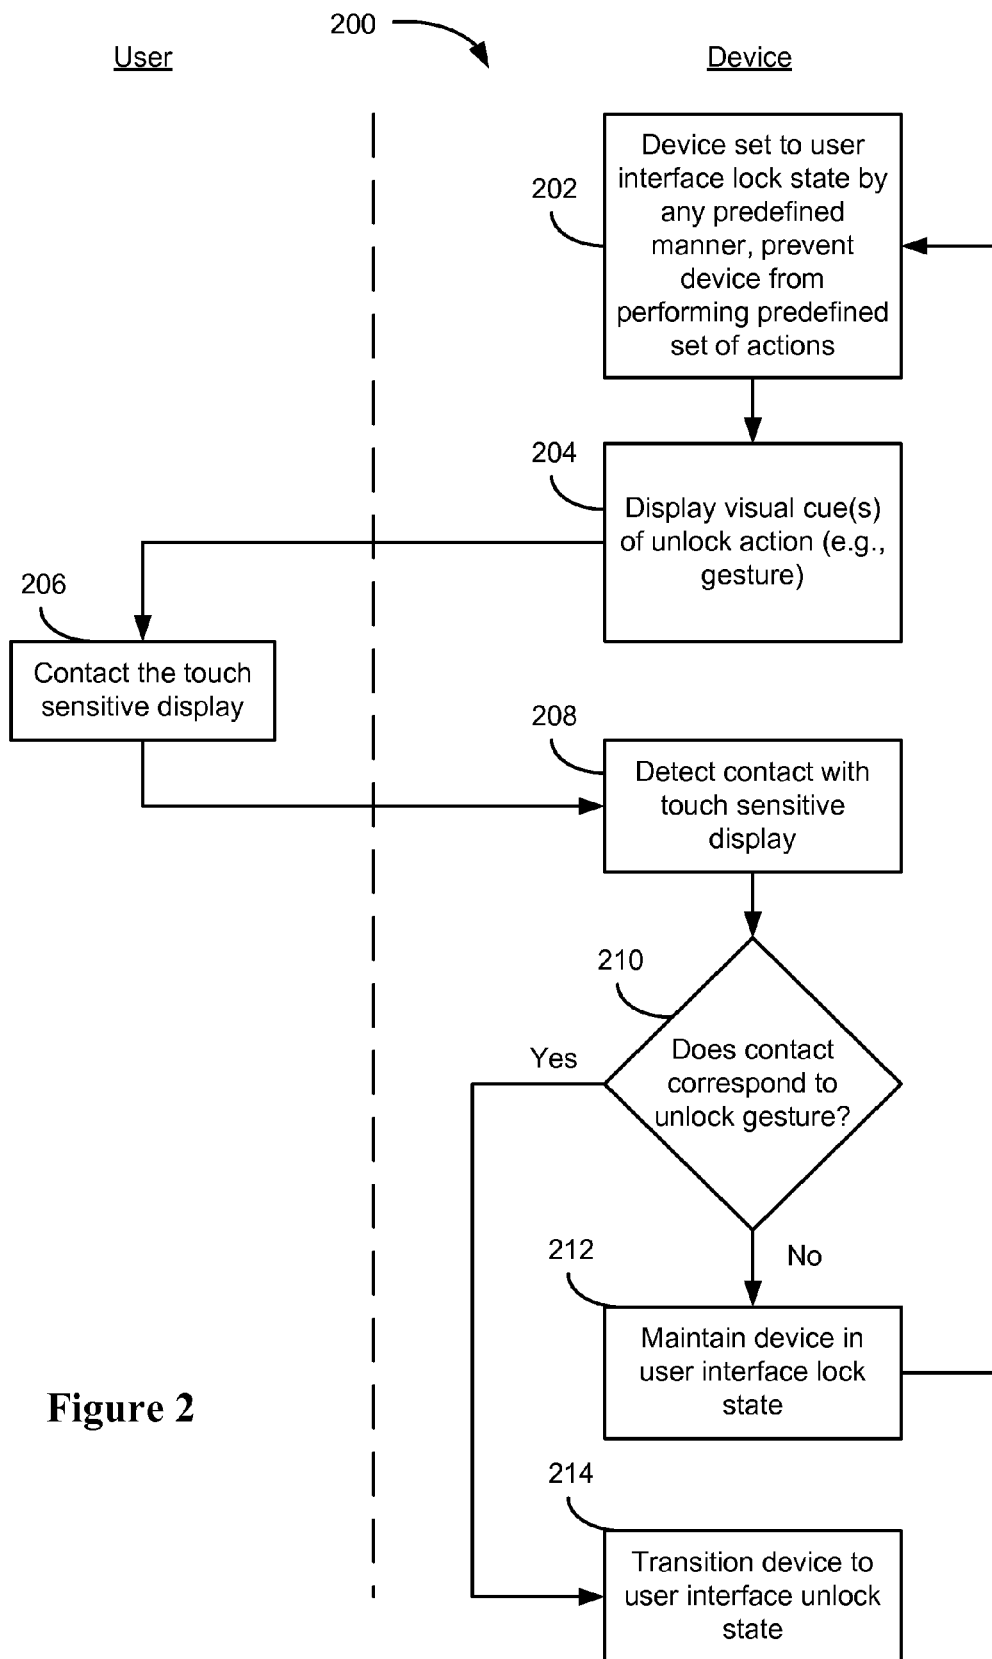 200
User
Device
202
Device set to user
interface lock state by
any predefined
manner, prevent
device from
performing predefined
set of actions
204
Display visual cue(s)
of unlock action (e.g.,
gesture)
206
Contact the touch
sensitive display
208
Detect contact with
touch sensitive
display
210
Does contact
correspond to
unlock gesture?
Yes
No
212
Maintain device in
user interface lock
state
Figure 2
214
Transition device to
user interface unlock
state